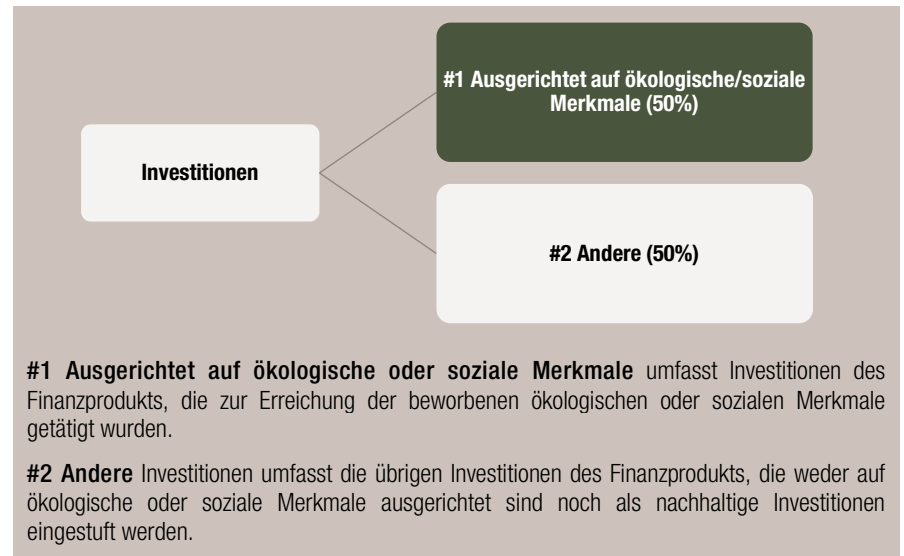 #1 Ausgerichtet auf ökologische/soziale
Merkmale (50%)
Investitionen
#2 Andere (50%)
#1 Ausgerichtet auf ökologische oder soziale Merkmale umfasst Investitionen des
Finanzprodukts, die zur Erreichung der beworbenen ökologischen oder sozialen Merkmale
getätigt wurden.
#2 Andere Investitionen umfasst die übrigen Investitionen des Finanzprodukts, die weder auf
ökologische oder soziale Merkmale ausgerichtet sind noch als nachhaltige Investitionen
eingestuft werden.